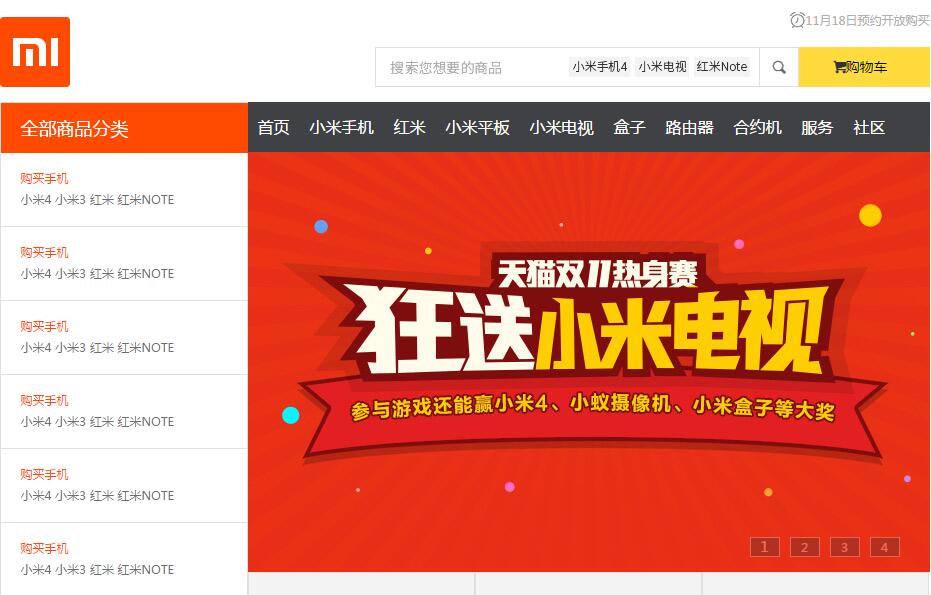 11月18日预约开放购买
mi
搜索您想要的商品 小米手机4 小米电视 红米Note 购物车
全部商品分类 首页 小米手机 红米 小米平板 小米电视 盒子 路由器 合约机 服务 社区
购买手机
小米4 小米3 红米 红米NOTE
购买手机
小米4 小米3 红米 红米NOTE
购买手机
小米4 小米3 红米 红米NOTE
购买手机
小米4 小米3 红米 红米NOTE
购买手机
小米4 小米3 红米 红米NOTE
购买手机
小米4 小米3 红米 红米NOTE
天猫双11热身赛
狂送小米电视
参与游戏还能赢小米4、小蚁摄像机、小米盒子等大奖
1 2 3 4